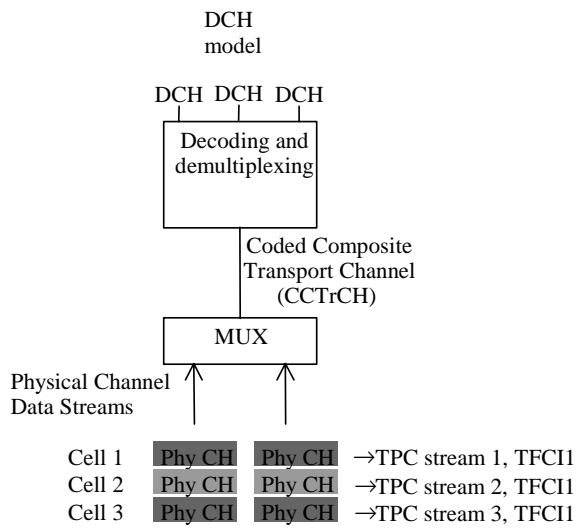 DCH
model
DCH DCH DCH
Decoding and
demultiplexing
Coded Composite
Transport Channel
(CCTrCH)
MUX
Physical Channel
Data Streams
Cell 1 Phy CH Phy CH →TPC stream 1, TFCI1
Cell 2 Phy CH Phy CH →TPC stream 2, TFCI1
Cell 3 Phy CH Phy CH →TPC stream 3, TFCI1